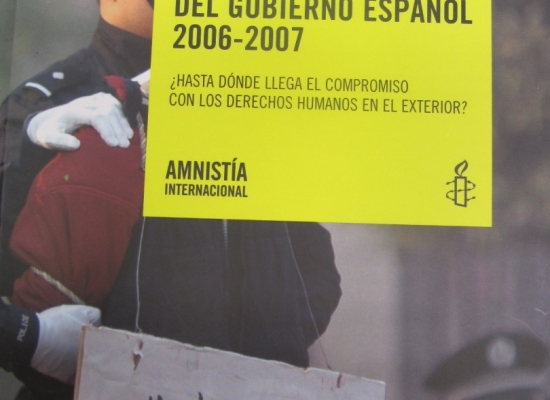 DEL GOBIERNO ESPAÑOL
2006-2007
¿HASTA DÓNDE LLEGA EL COMPROMISO
CON LOS DERECHOS HUMANOS EN EL EXTERIOR?
AMNISTÍA
INTERNACIONAL
POLICE